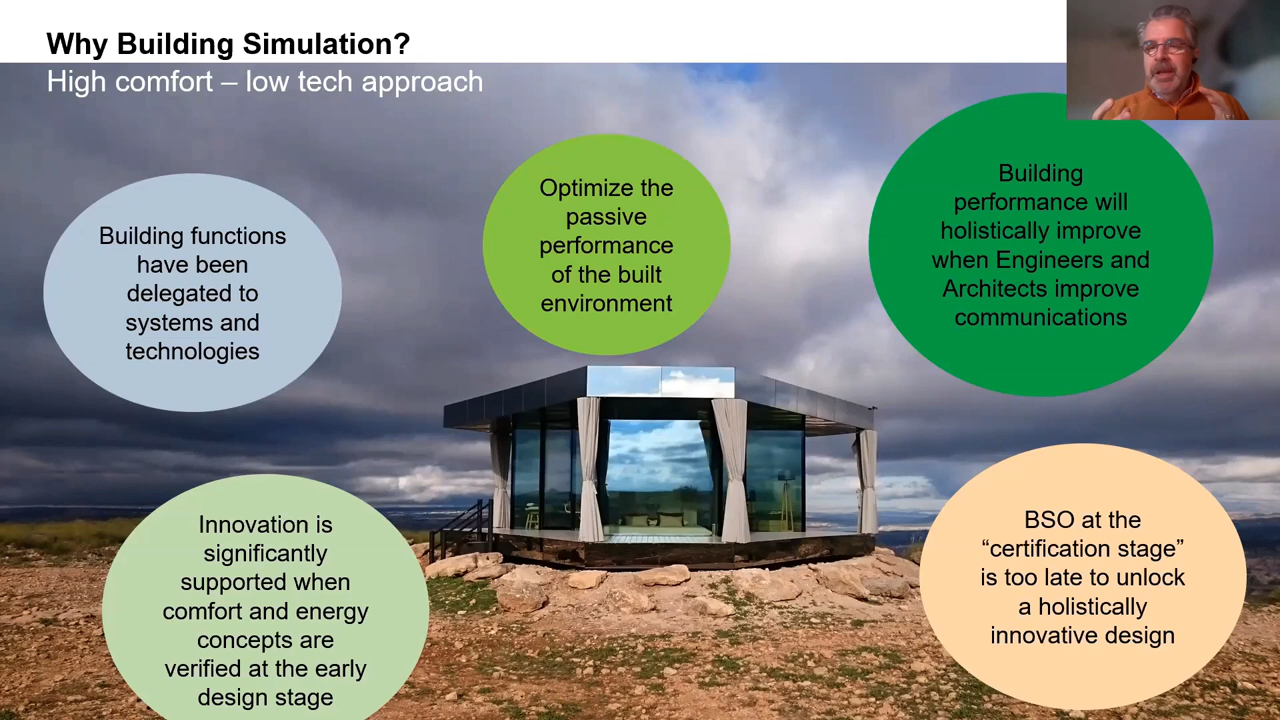 Why Building Simulation?
High comfort – low tech approach
Building functions
have been
delegated to
systems and
technologies
Optimize the
passive
performance
of the built
environment
Building
performance will
holistically improve
when Engineers and
Architects improve
communications
Innovation is
significantly
supported when
comfort and energy
concepts are
verified at the early
design stage
BSO at the
“certification stage”
is too late to unlock
a holistically
innovative design